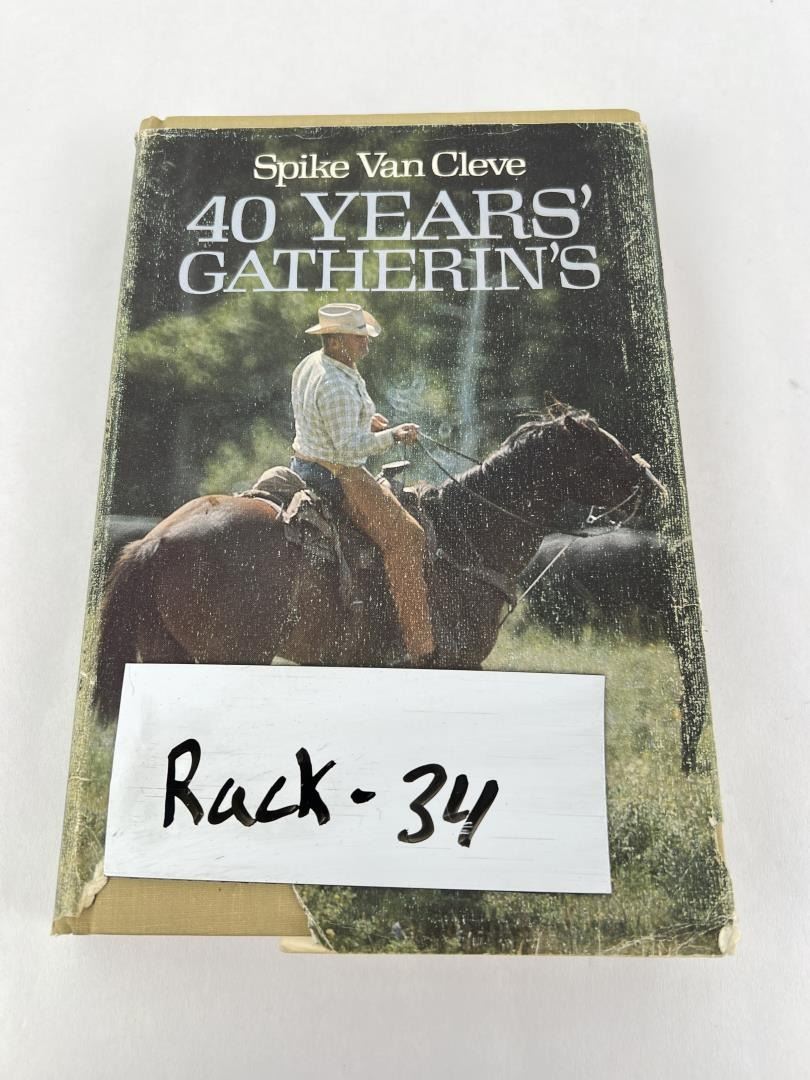 Spike Van Cleve
40 YEARS'
GATHERIN'S
Rack - 34